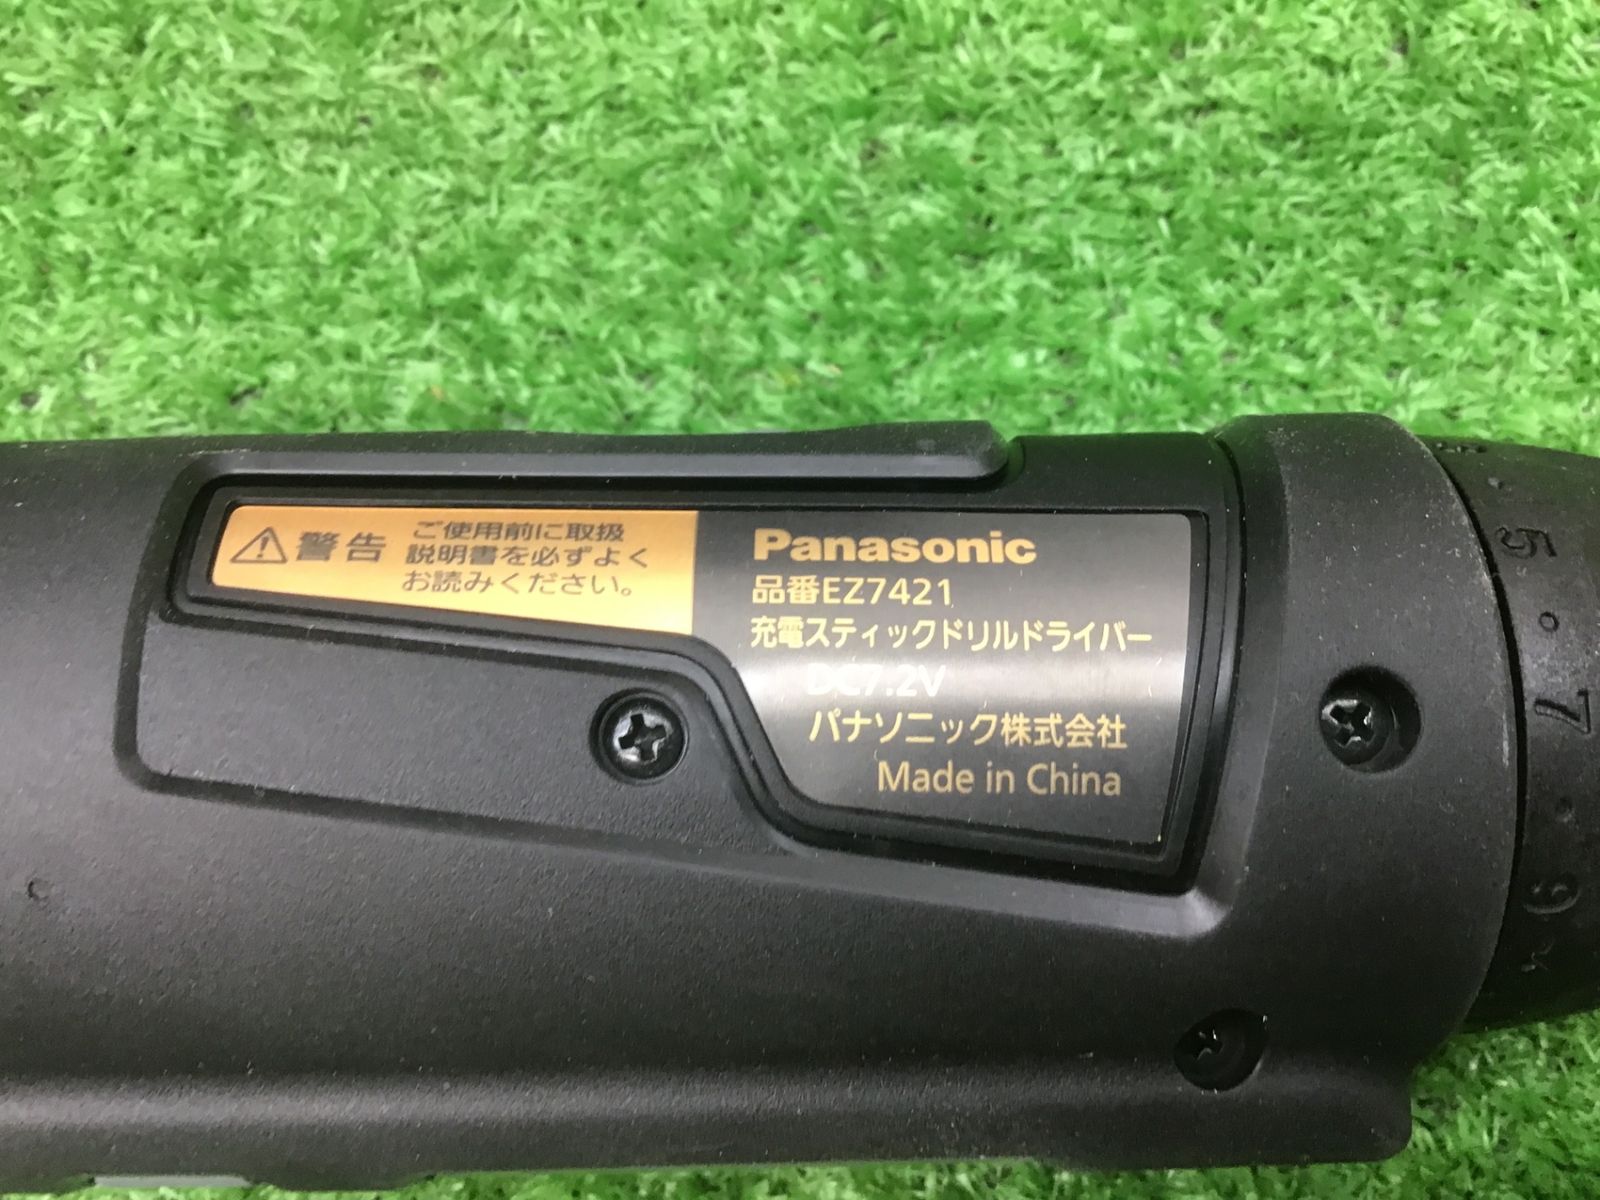 警告
ご使用前に取扱
説明書を必ずよく
お読みください。
Panasonic
品番EZ7421
充電スティックドリルドライバー
DC7.2V
パナソニック株式会社
Made in China
5
・
7
・
9